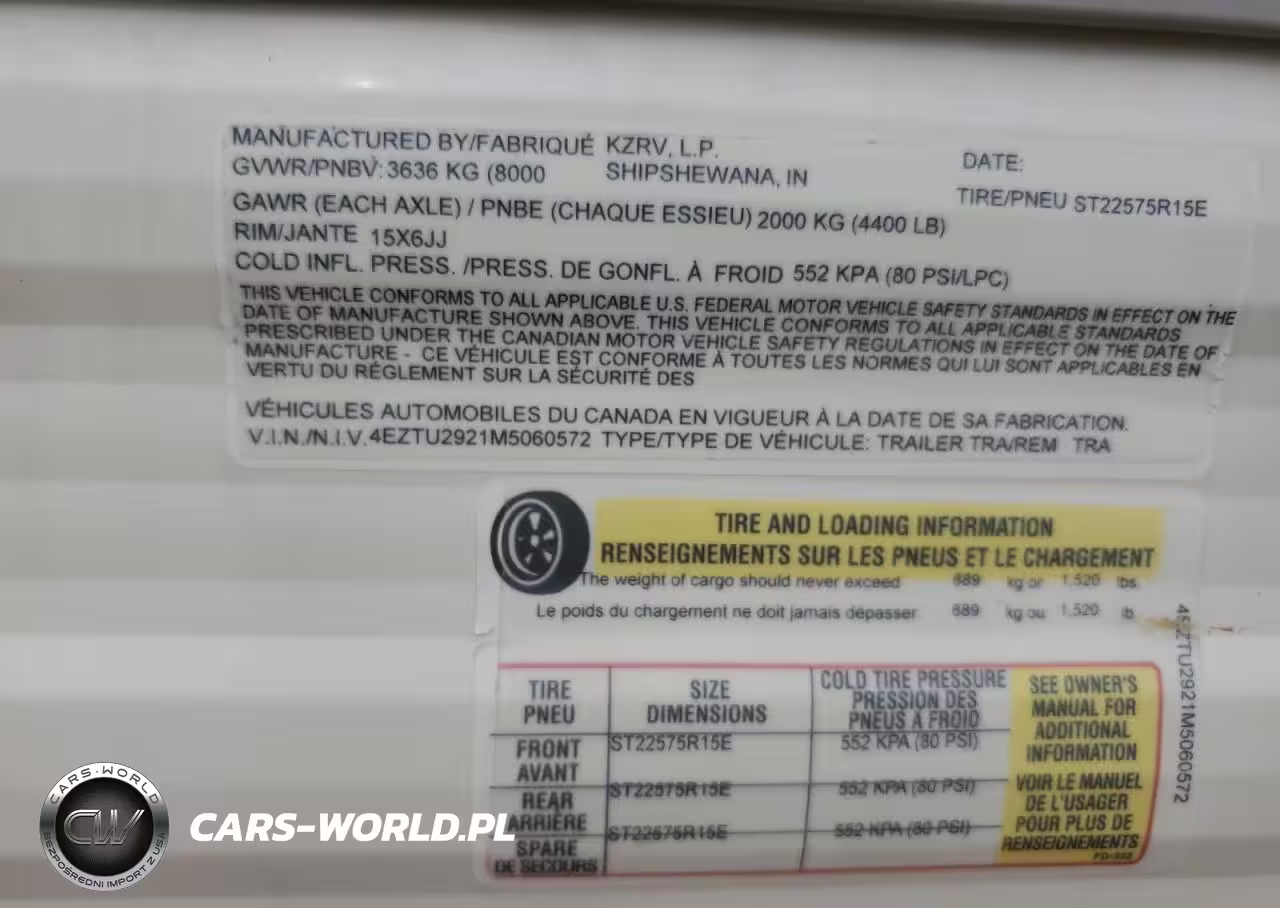 MANUFACTURED BY/FABRIQUÉ KZRV, L.P.
GVWR/PNBV: 3636 KG (8000 SHIPSHEWANA, IN
DATE:
TIRE/PNEU ST22575R15E
GAWR (EACH AXLE) / PNBE (CHAQUE ESSIEU) 2000 KG (4400 LB)
RIM/JANTE 15X6JJ
COLD INFL. PRESS. /PRESS. DE GONFL. À FROID 552 KPA (80 PSI/LPC)
THIS VEHICLE CONFORMS TO ALL APPLICABLE U.S. FEDERAL MOTOR VEHICLE SAFETY STANDARDS IN EFFECT ON THE
DATE OF MANUFACTURE SHOWN ABOVE. THIS VEHICLE CONFORMS TO ALL APPLICABLE STANDARDS
PRESCRIBED UNDER THE CANADIAN MOTOR VEHICLE SAFETY REGULATIONS IN EFFECT ON THE DATE OF
MANUFACTURE - CE VÉHICULE EST CONFORME À TOUTES LES NORMES QUI LUI SONT APPLICABLES EN
VERTU DU RÈGLEMENT SUR LA SÉCURITÉ DES
VÉHICULES AUTOMOBILES DU CANADA EN VIGUEUR À LA DATE DE SA FABRICATION.
V.I.N./N.I.V. 4EZTU2921M5060572 TYPE/TYPE DE VÉHICULE: TRAILER TRA/REM TRA
TIRE AND LOADING INFORMATION
RENSEIGNEMENTS SUR LES PNEUS ET LE CHARGEMENT
The weight of cargo should never exceed 689 kg or 1,520 lbs.
Le poids du chargement ne doit jamais dépasser 689 kg ou 1,520 lb.
4EZTU2921M5060572
TIRE
PNEU
SIZE
DIMENSIONS
COLD TIRE PRESSURE
PRESSION DES
PNEUS À FROID
SEE OWNER'S
MANUAL FOR
ADDITIONAL
INFORMATION
VOIR LE MANUEL
DE L'USAGER
POUR PLUS DE
RENSEIGNEMENTS
FRONT
AVANT
ST22575R15E
552 KPA (80 PSI)
REAR
ARRIÈRE
ST22575R15E
552 KPA (80 PSI)
SPARE
DE SECOURS
ST22575R15E
552 KPA (80 PSI)
CARS-WORLD
CW
BEZPOŚREDNI IMPORT Z USA
CARS-WORLD.PL